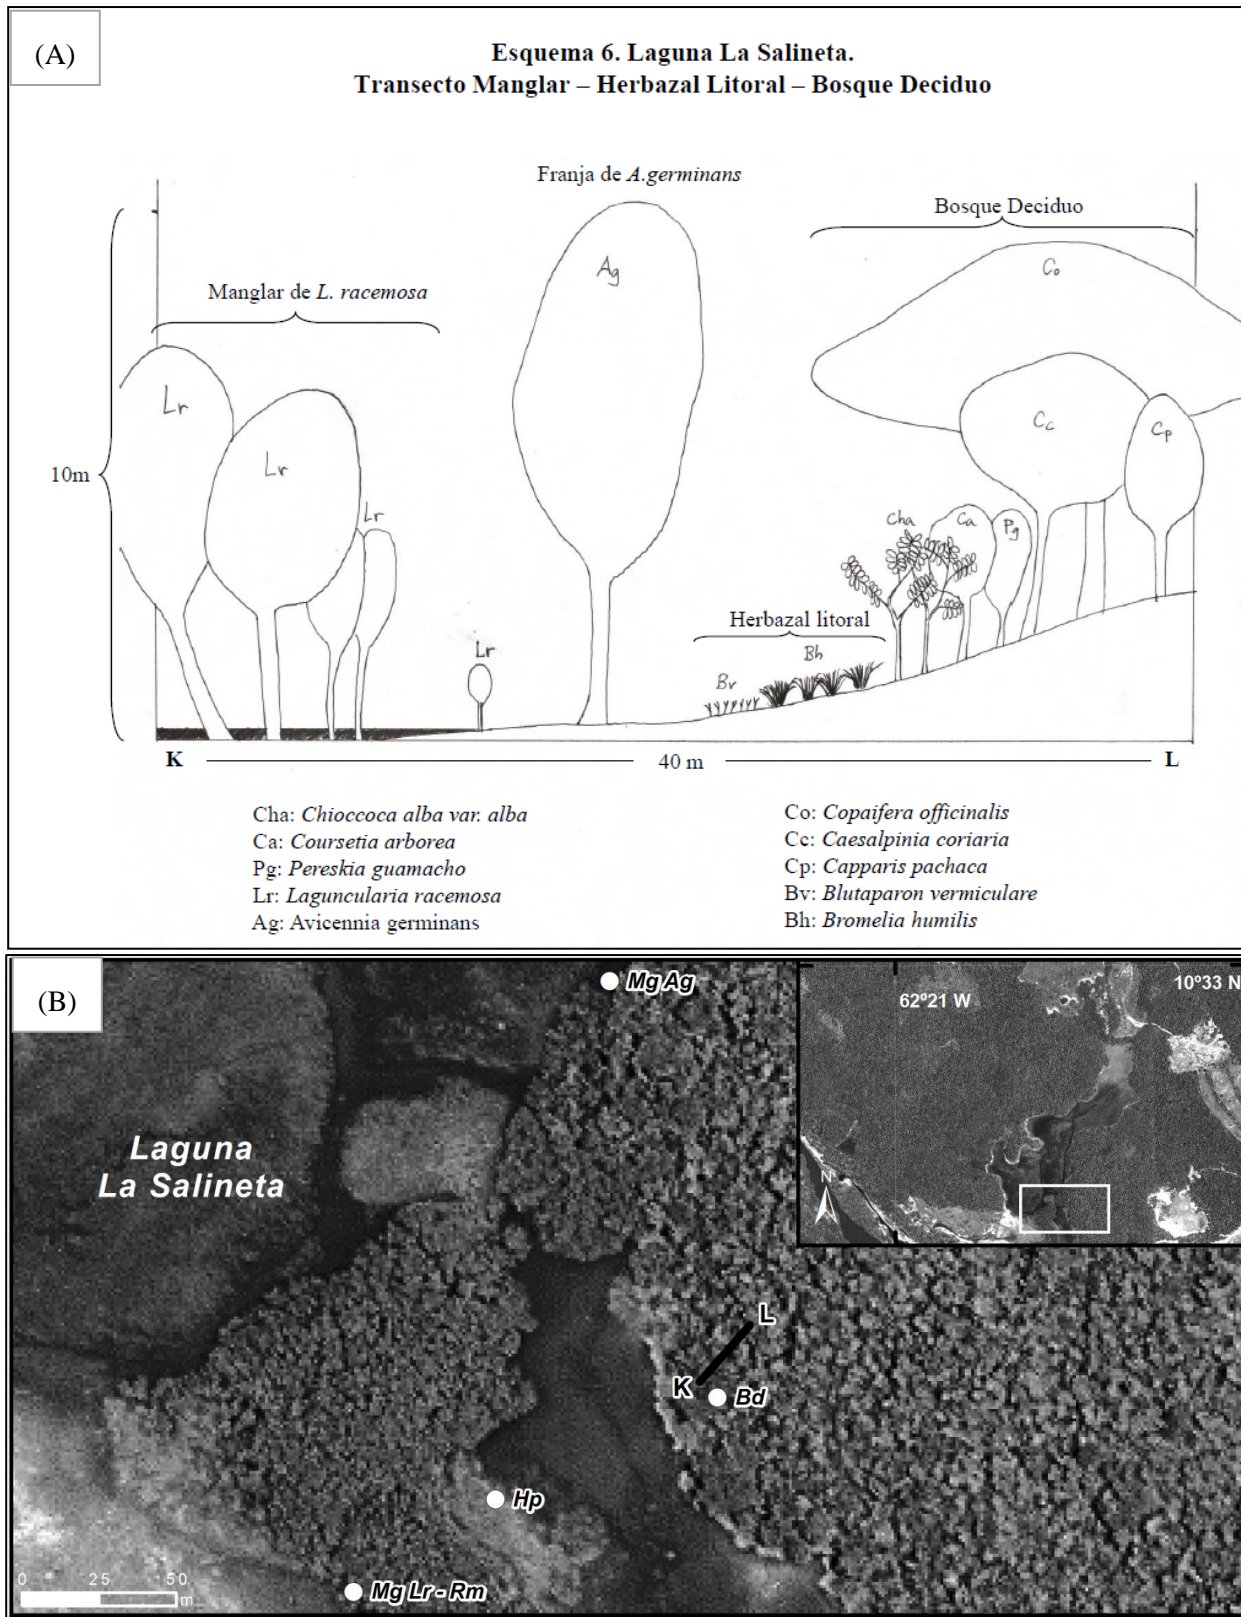 (A)
Esquema 6. Laguna La Salineta.
Transecto Manglar – Herbazal Litoral – Bosque Deciduo
Franja de A.germinans
Bosque Deciduo
Manglar de L. racemosa
Ag
Co
Lr
Lr
Lr
Cc
Cp
10m
Cha
Ca
Pg
Herbazal litoral
Lr
Bv
Bh
K
40 m
L
Cha: Chioccoca alba var. alba
Ca: Coursetia arborea
Pg: Pereskia guamacho
Lr: Laguncularia racemosa
Ag: Avicennia germinans
Co: Copaifera officinalis
Cc: Caesalpinia coriaria
Cp: Capparis pachaca
Bv: Blutaparon vermiculare
Bh: Bromelia humilis
(B)
Mg Ag
62º21 W
10º33 N
Laguna
La Salineta
N
L
K
Bd
Hp
Mg Lr - Rm
0 25 50
m